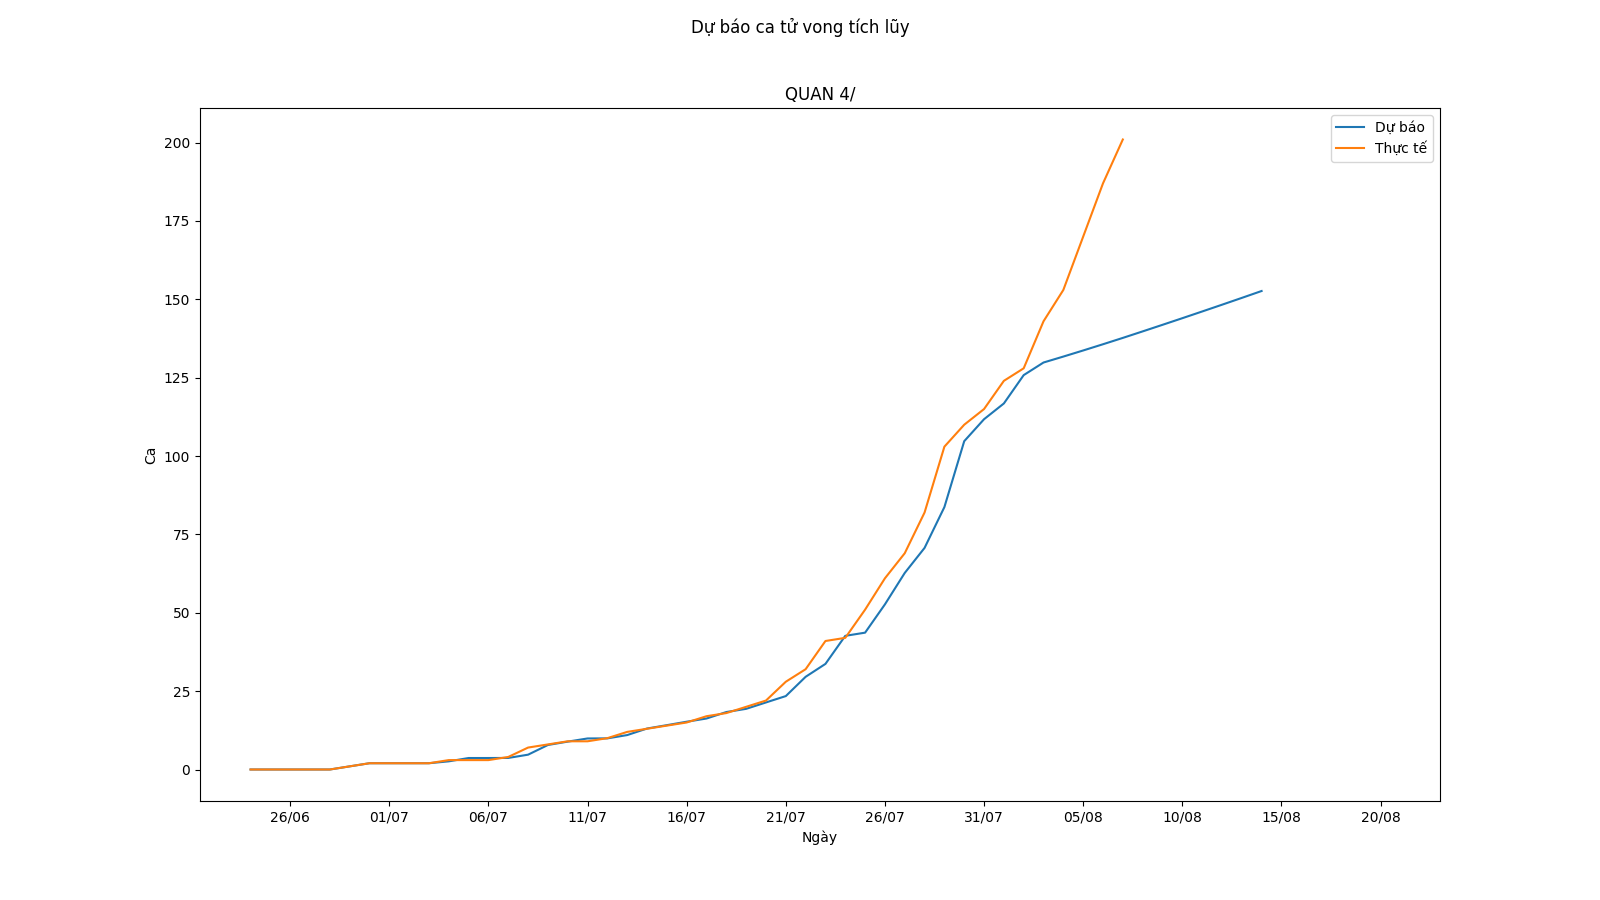 Dự báo ca tử vong tích lũy
QUAN 4/
Dự báo
Thực tế
200
175
150
125
100
75
50
25
0
Ca
26/06 01/07 06/07 11/07 16/07 21/07 26/07 31/07 05/08 10/08 15/08 20/08
Ngày